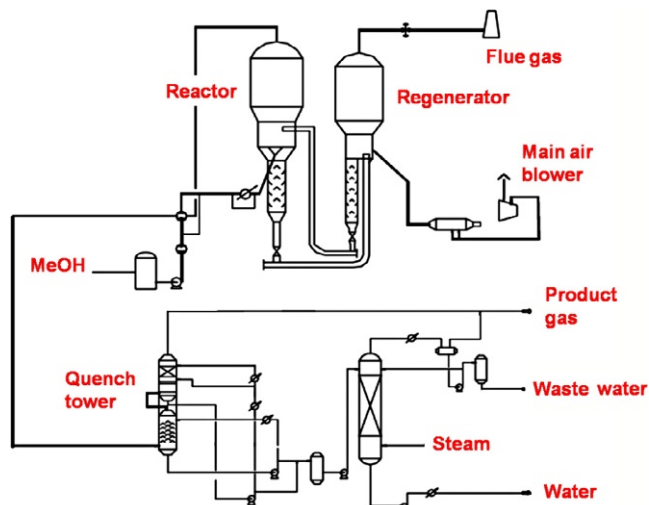 Flue gas
Reactor
Regenerator
Main air
blower
MeOH
Product
gas
Quench
tower
Waste water
Steam
Water